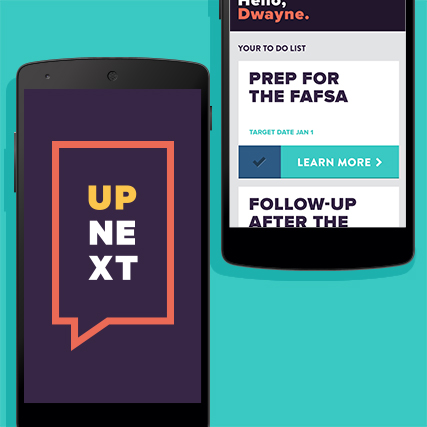 UP
NE
XT
Hello,
Dwayne.
YOUR TO DO LIST
PREP FOR
THE FAFSA
TARGET DATE JAN 1
LEARN MORE >
FOLLOW-UP
AFTER THE